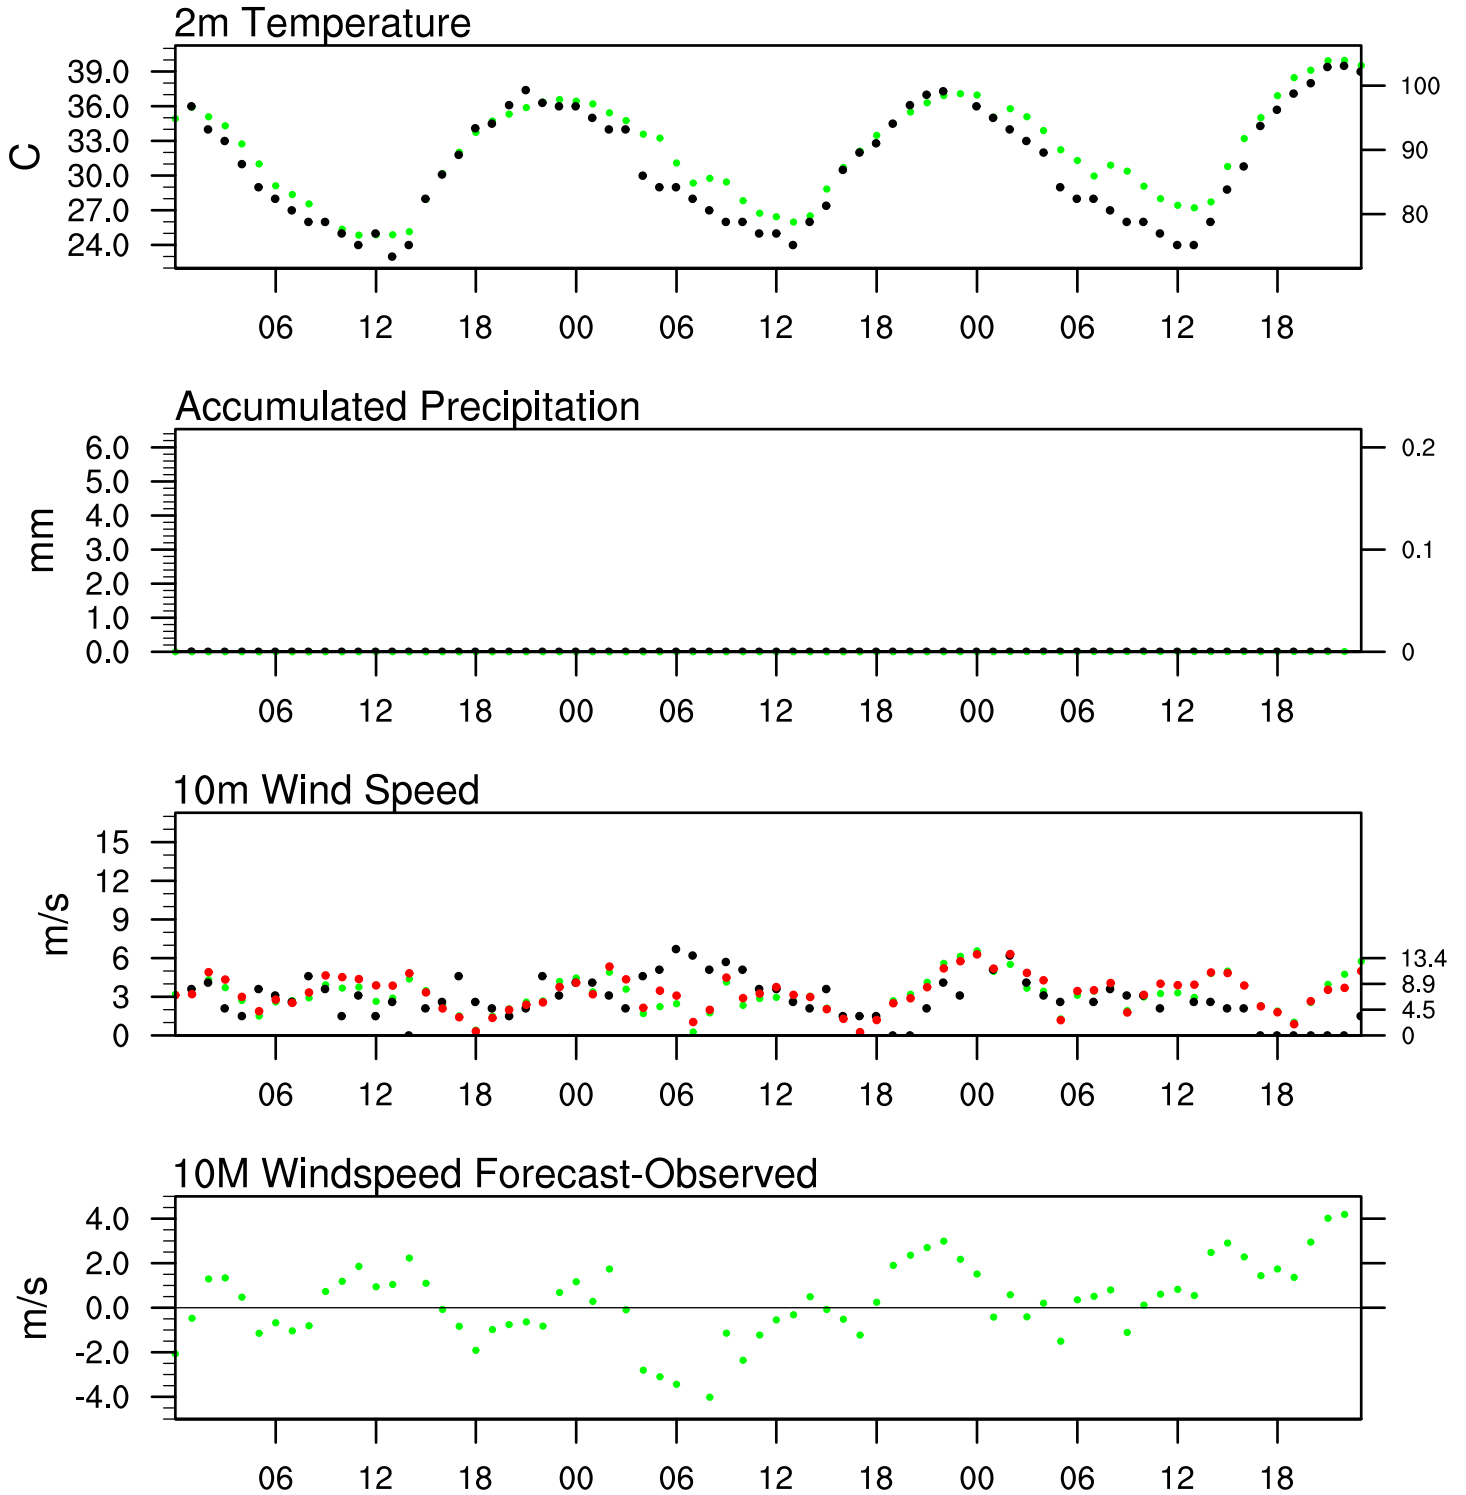 2m Temperature
39.0
36.0
33.0
30.0
27.0
24.0
C
100
90
80
06 12 18 00 06 12 18 00 06 12 18
Accumulated Precipitation
6.0
5.0
4.0
3.0
2.0
1.0
0.0
mm
0.2
0.1
0
06 12 18 00 06 12 18 00 06 12 18
10m Wind Speed
15
12
9
6
3
0
m/s
13.4
8.9
4.5
0
06 12 18 00 06 12 18 00 06 12 18
10M Windspeed Forecast-Observed
4.0
2.0
0.0
-2.0
-4.0
m/s
06 12 18 00 06 12 18 00 06 12 18